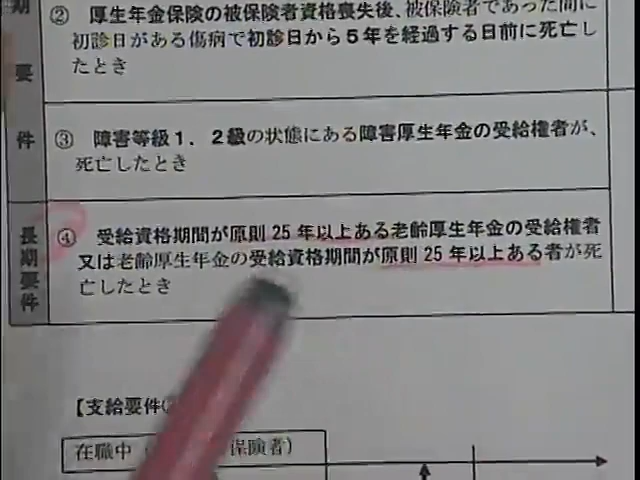 期
要
件
② 厚生年金保険の被保険者資格喪失後、被保険者であった間に
初診日がある傷病で初診日から5年を経過する日前に死亡し
たとき
③ 障害等級1．2級の状態にある障害厚生年金の受給権者が、
死亡したとき
長期要件
④ 受給資格期間が原則25年以上ある老齢厚生年金の受給権者
又は老齢厚生年金の受給資格期間が原則25年以上ある者が死
亡したとき
【支給要件
在職中（ 保険者）